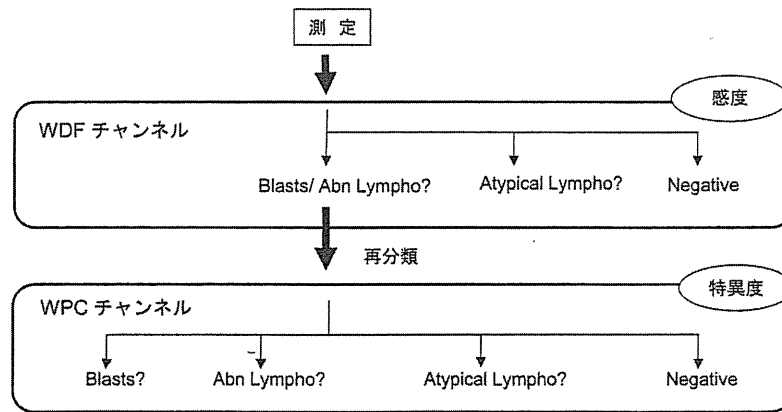 測 定
感度
WDF チャンネル
Blasts/ Abn Lympho? Atypical Lympho? Negative
再分類
特異度
WPC チャンネル
Blasts? Abn Lympho? Atypical Lympho? Negative